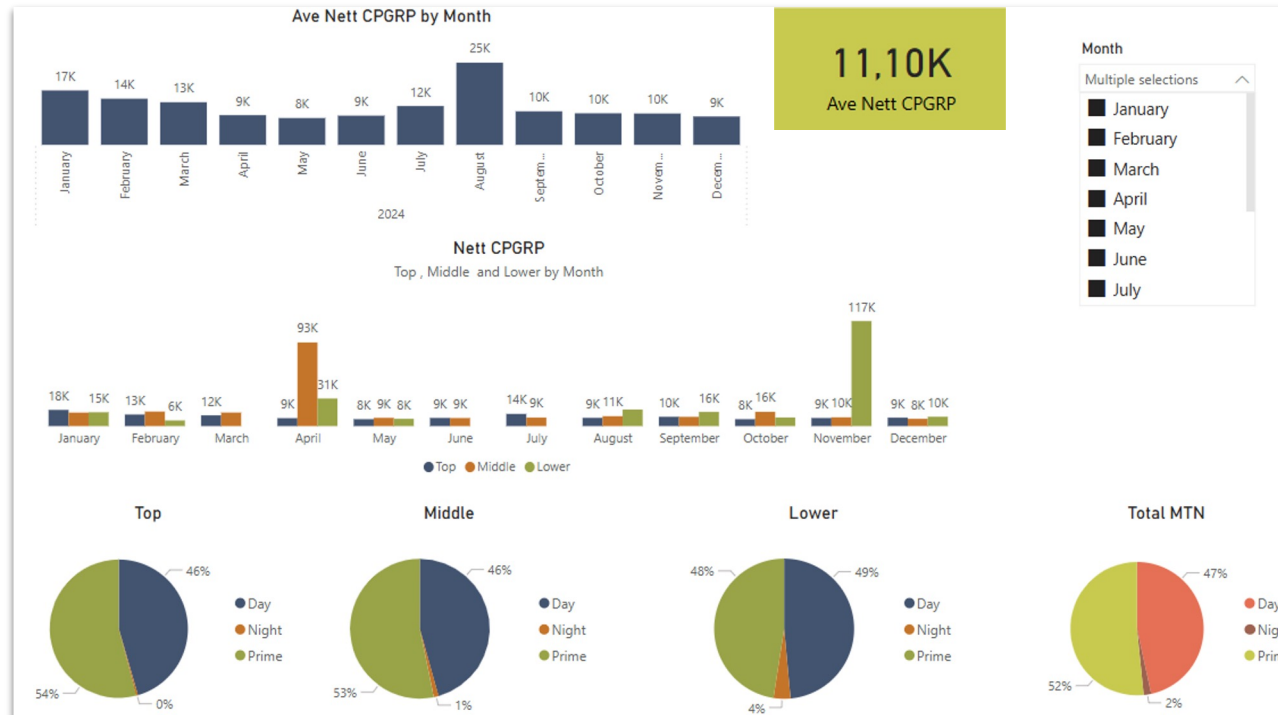 Ave Nett CPGRP by Month
17K
14K
13K
9K
8K
9K
12K
25K
10K
10K
10K
9K
January
February
March
April
May
June
July
August
Septem...
October
Novem...
Decem...
2024
11,10K
Ave Nett CPGRP
Month
Multiple selections
January
February
March
April
May
June
July
Nett CPGRP
Top , Middle and Lower by Month
18K 15K
13K 6K
12K
9K 93K 31K
8K 9K 8K
9K 9K
14K 9K
9K 11K
10K 16K
8K 16K
9K 10K 117K
9K 8K 10K
January February March April May June July August September October November December
Top Middle Lower
Top
46%
54%
0%
Day
Night
Prime
Middle
46%
53%
1%
Day
Night
Prime
Lower
48%
49%
4%
Day
Night
Prime
Total MTN
47%
52%
2%
Day
Nig
Pri